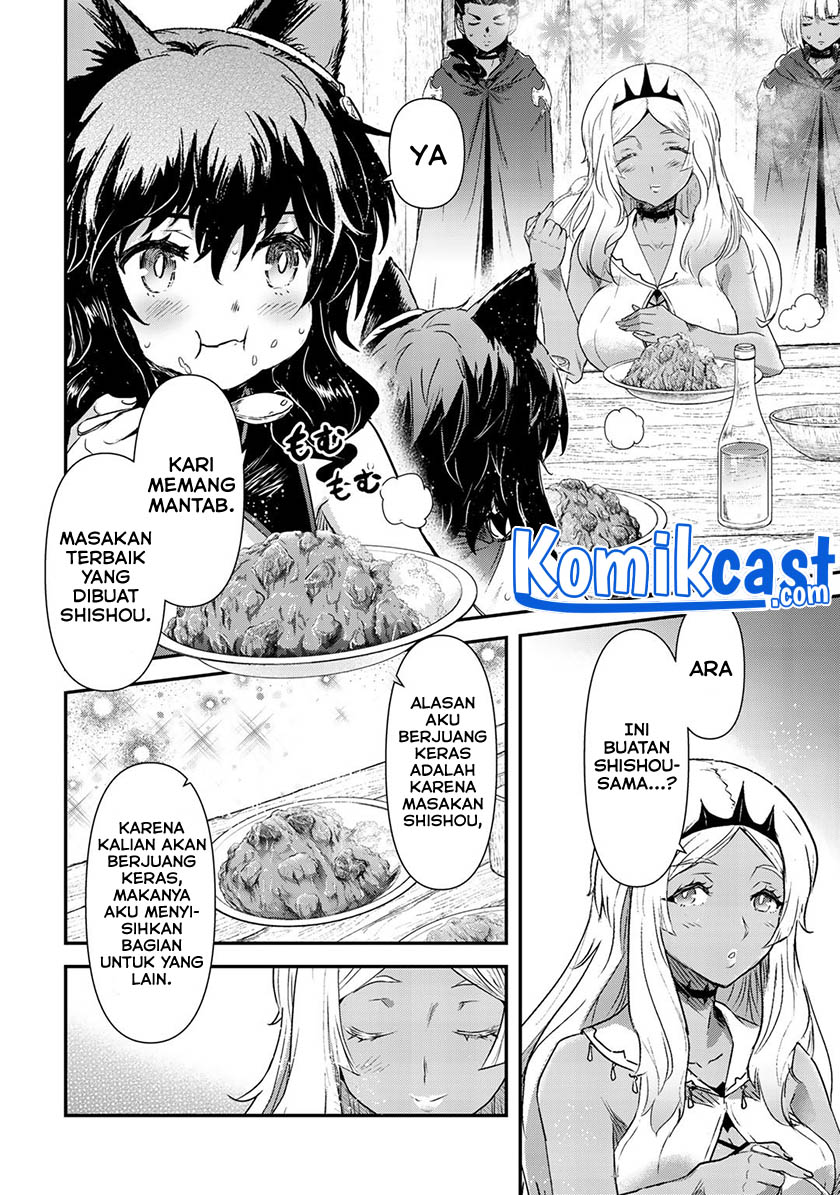 YA
KARI
MEMANG
MANTAB.
MASAKAN
TERBAIK
YANG
DIBUAT
SHISHOU.
もむ
もむ
Komikcast
.com
ARA
INI
BUATAN
SHISHOU-
SAMA...?
ALASAN
AKU
BERJUANG
KERAS
ADALAH
KARENA
MASAKAN
SHISHOU,
KARENA
KALIAN AKAN
BERJUANG
KERAS,
MAKANYA
AKU MENYI-
SIHKAN
BAGIAN
UNTUK YANG
LAIN.